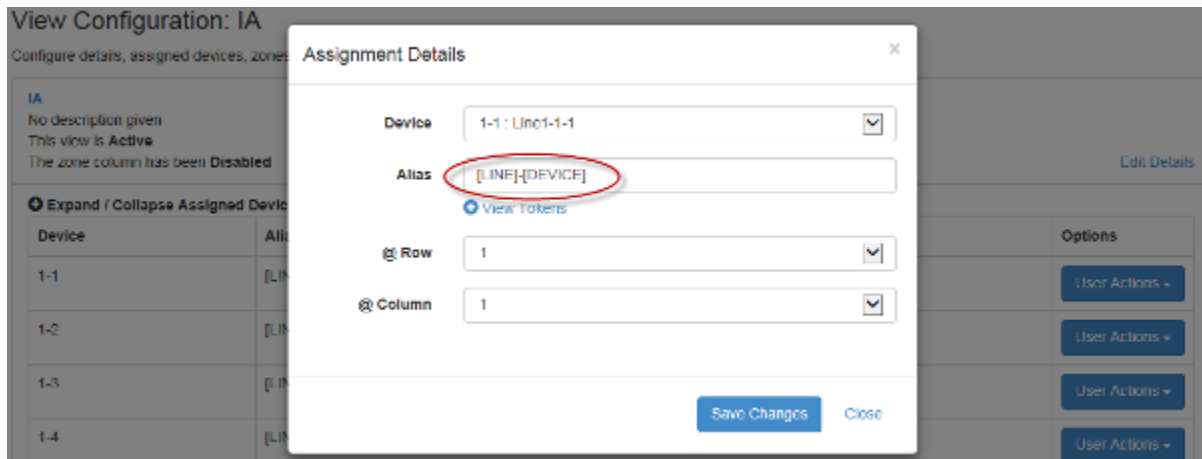 View Configuration: IA
Configure details, assigned devices, zones
IA
No description given
This view is Active
The zone column has been Disabled
Edit Details
Expand / Collapse Assigned Devic
Device
Options
1-1
User Actions
1-2
User Actions
1-3
User Actions
1-4
User Actions
Assignment Details
×
Device
1-1 : Line1-1-1
Alias
[LINE]-[DEVICE]
View Tokens
@ Row
1
@ Column
1
Save Changes
Close